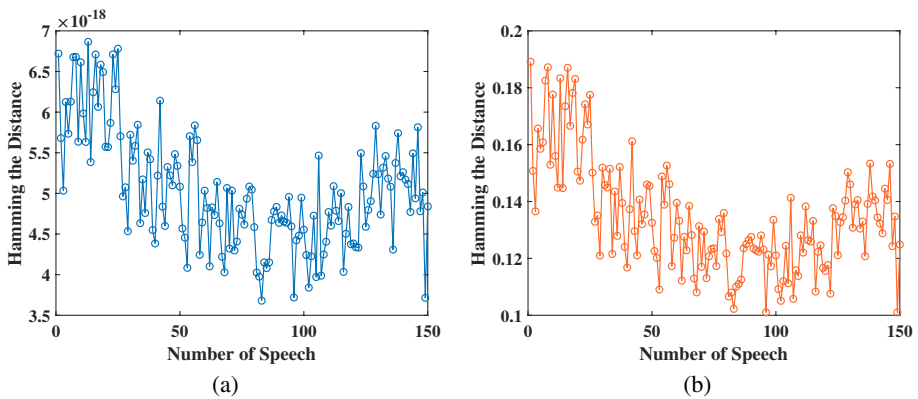 ×10⁻¹⁸
7
6.5
6
5.5
5
4.5
4
3.5
0 50 100 150
Hamming the Distance
Number of Speech
(a)
0.2
0.18
0.16
0.14
0.12
0.1
0 50 100 150
Hamming the Distance
Number of Speech
(b)